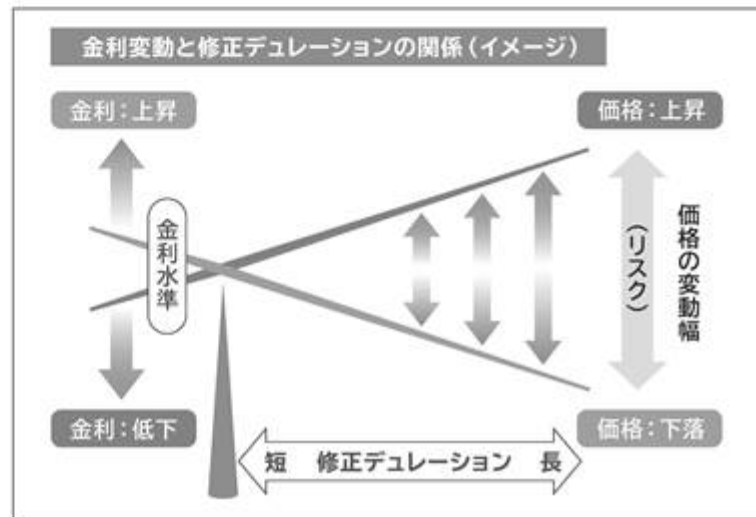 金利変動と修正デュレーションの関係（イメージ）
金利：上昇
価格：上昇
金利水準
価格の変動幅
（リスク）
金利：低下
価格：下落
短 修正デュレーション 長